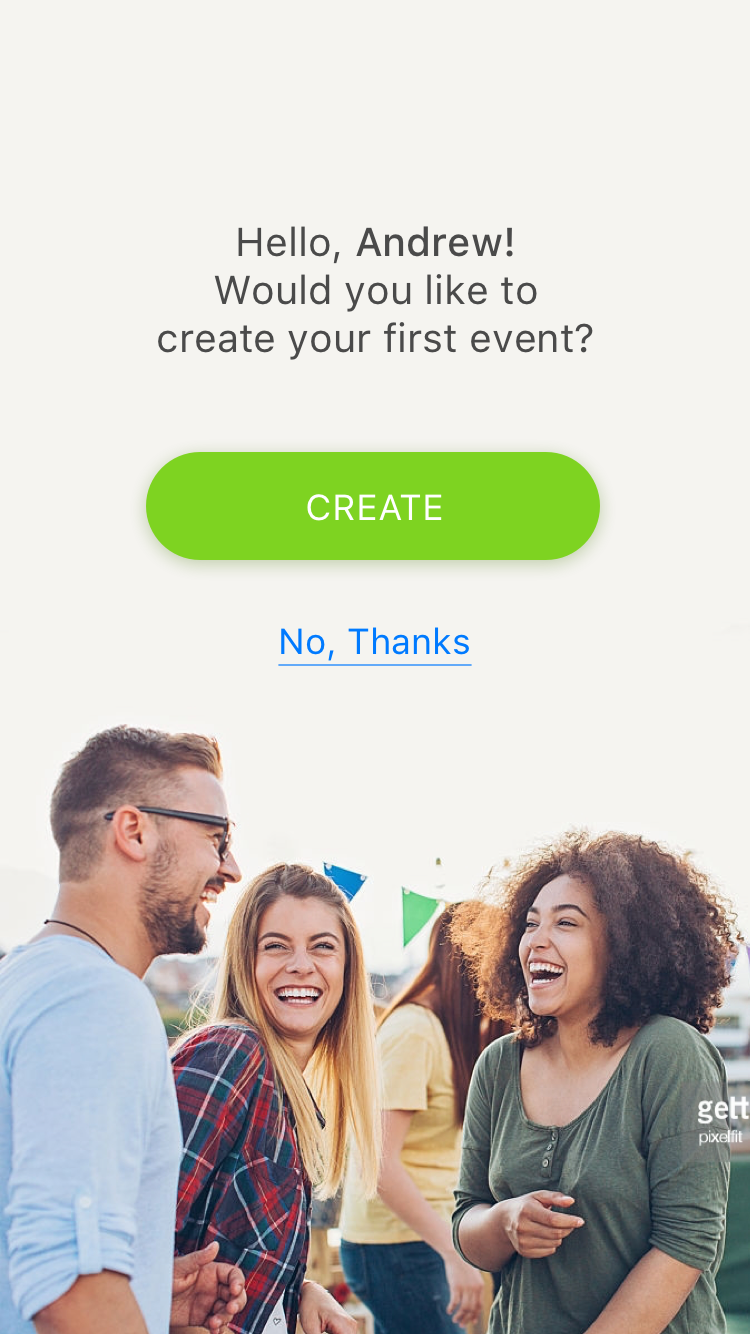 Hello, Andrew!
Would you like to
create your first event?
CREATE
No, Thanks
gett
pixelfit